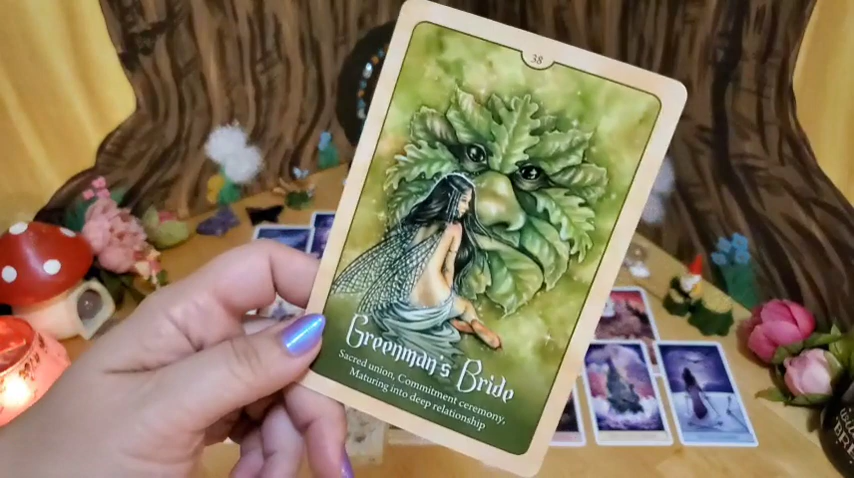 38
Greenman's Bride
Sacred union, Commitment ceremony,
Maturing into deep relationship